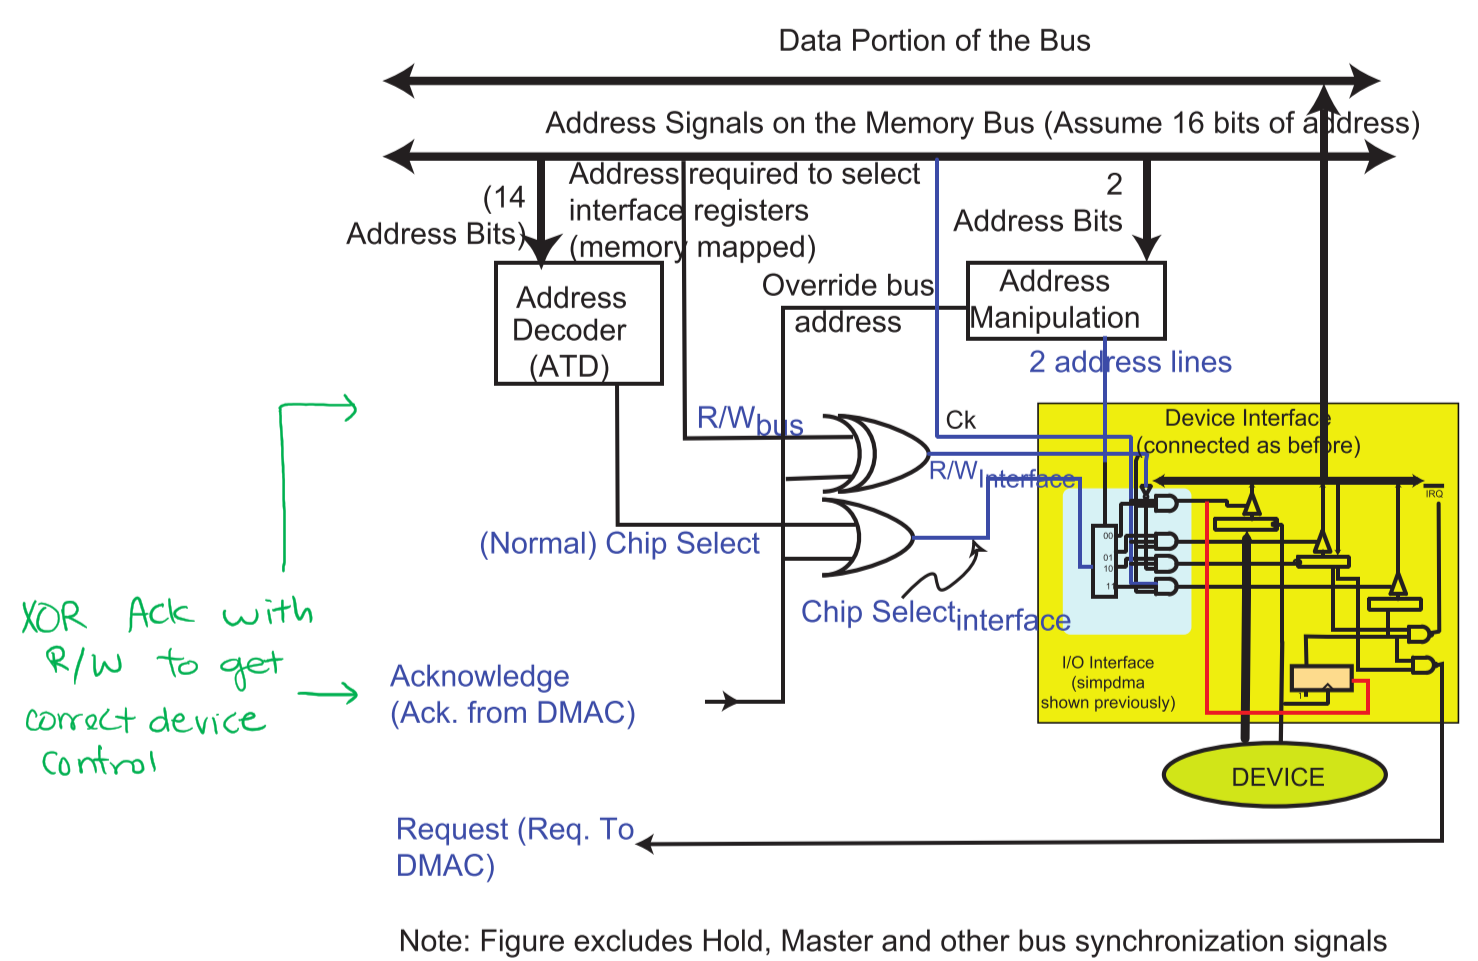 Data Portion of the Bus
Address Signals on the Memory Bus (Assume 16 bits of address)
(14
Address Bits)
Address required to select
interface registers
(memory mapped)
2
Address Bits
Address
Decoder
(ATD)
Override bus
address
Address
Manipulation
2 address lines
R/Wbus
Ck
R/WInterface
Device Interface
(connected as before)
IRQ
00
01
10
11
(Normal) Chip Select
Chip Selectinterface
XOR Ack with
R/W to get
correct device
control
Acknowledge
(Ack. from DMAC)
I/O Interface
(simpdma
shown previously)
DEVICE
Request (Req. To
DMAC)
Note: Figure excludes Hold, Master and other bus synchronization signals